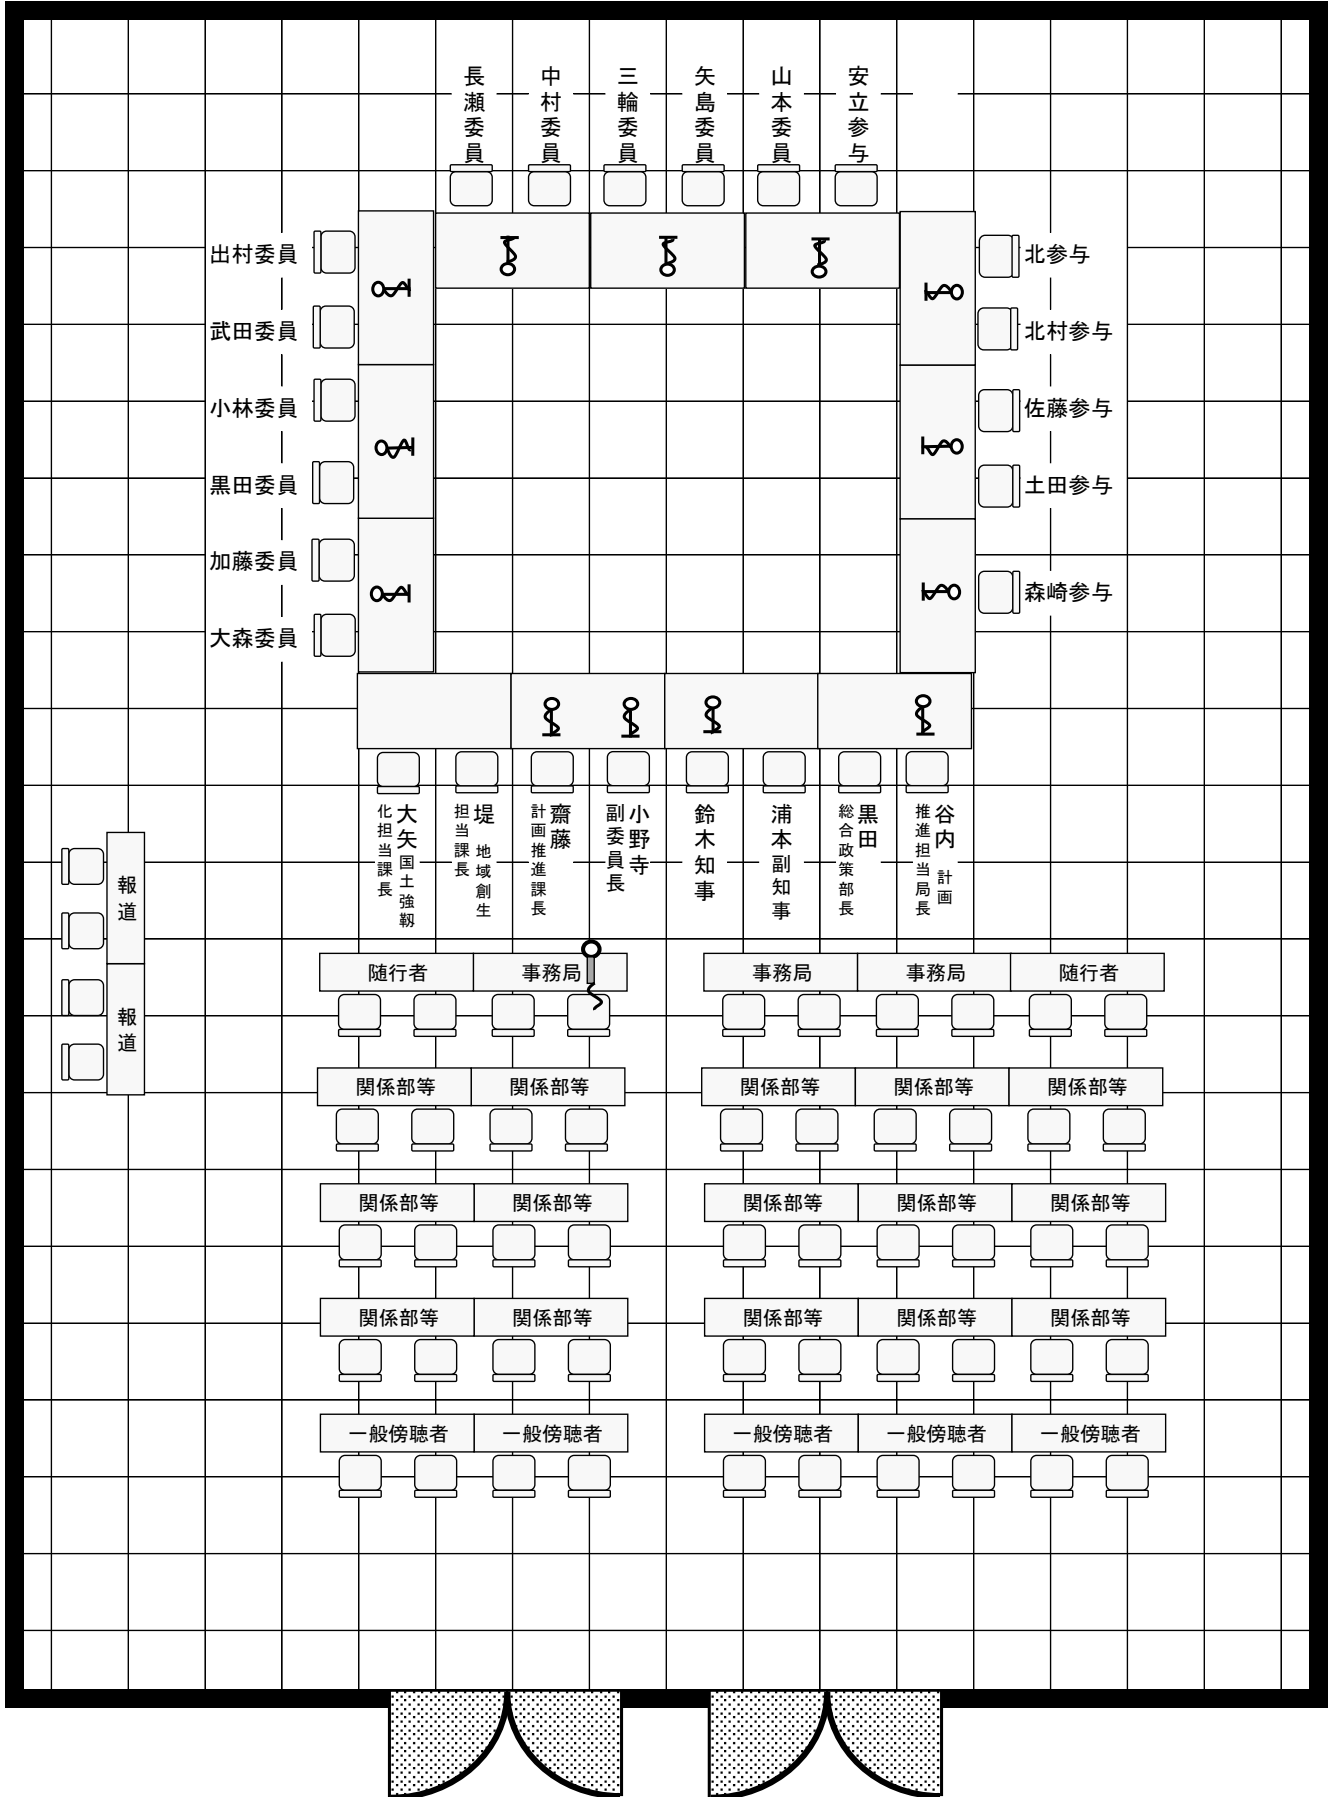 長瀬委員
中村委員
三輪委員
矢島委員
山本委員
安立参与
出村委員
武田委員
小林委員
黒田委員
加藤委員
大森委員
北参与
北村参与
佐藤参与
土田参与
森崎参与
大矢 国土強靱
化担当課長
堤 地域創生
担当課長
齋藤
計画推進課長
小野寺
副委員長
鈴木知事
浦本副知事
黒田
総合政策部長
谷内 計画
推進担当局長
報道
報道
随行者 事務局 事務局 事務局 随行者
関係部等 関係部等 関係部等 関係部等 関係部等
関係部等 関係部等 関係部等 関係部等 関係部等
関係部等 関係部等 関係部等 関係部等 関係部等
一般傍聴者 一般傍聴者 一般傍聴者 一般傍聴者 一般傍聴者